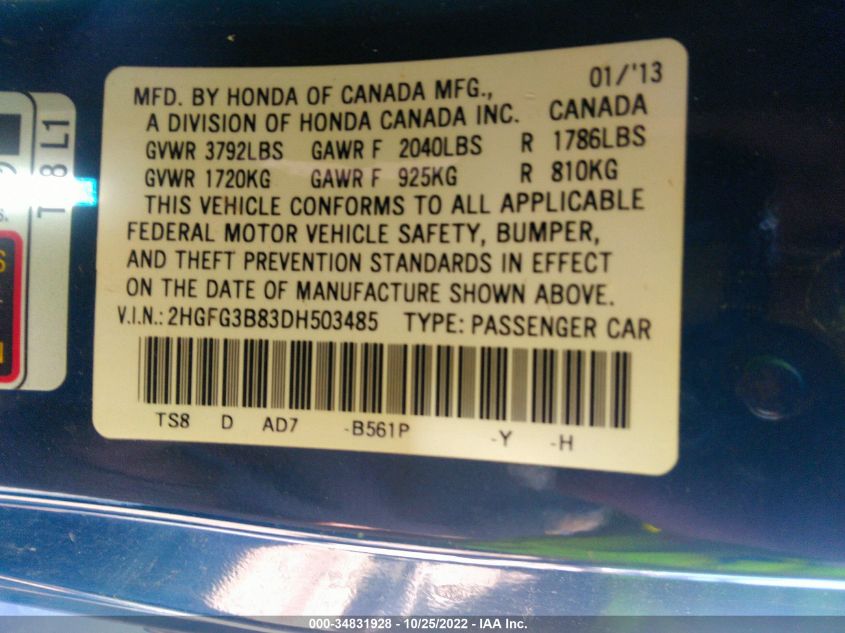 01/'13
MFD. BY HONDA OF CANADA MFG.,
A DIVISION OF HONDA CANADA INC. CANADA
GVWR 3792LBS GAWR F 2040LBS R 1786LBS
GVWR 1720KG GAWR F 925KG R 810KG
THIS VEHICLE CONFORMS TO ALL APPLICABLE
FEDERAL MOTOR VEHICLE SAFETY, BUMPER,
AND THEFT PREVENTION STANDARDS IN EFFECT
ON THE DATE OF MANUFACTURE SHOWN ABOVE.
V.I.N.: 2HGFG3B83DH503485 TYPE: PASSENGER CAR
TS8 D AD7 -B561P -Y -H
8 L1
000-34831928 - 10/25/2022 - IAA Inc.